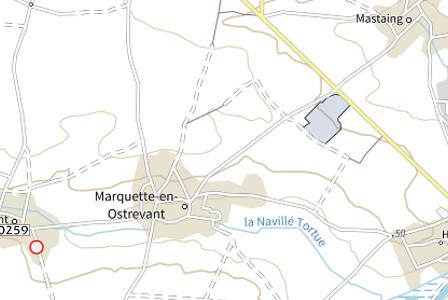 Mastaing
Marquette-en-
Ostrevant
la Navillé Tortue
50
0259